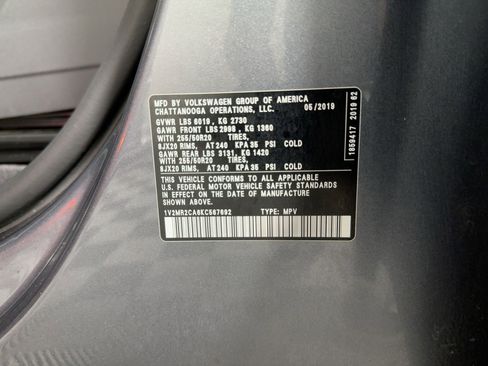 MFD BY VOLKSWAGEN GROUP OF AMERICA
CHATTANOOGA OPERATIONS, LLC. 05/2019
GVWR LBS 6019 , KG 2730
GAWR FRONT LBS 2998 , KG 1360
WITH 255/50R20 TIRES,
8JX20 RIMS, AT 240 KPA 35 PSI COLD
GAWR REAR LBS 3131, KG 1420
WITH 255/50R20 TIRES,
8JX20 RIMS, AT 240 KPA 35 PSI COLD
THIS VEHICLE CONFORMS TO ALL APPLICABLE
U.S. FEDERAL MOTOR VEHICLE SAFETY STANDARDS
IN EFFECT ON THE DATE OF MANUFACTURE
SHOWN ABOVE.
1V2MR2CA6KC567692 TYPE: MPV
1859417 2019 62